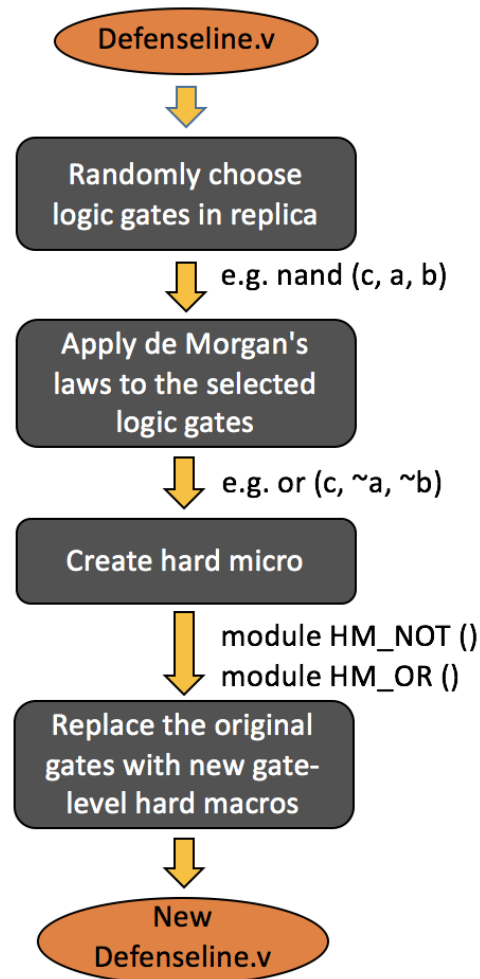 Defenseline.v
Randomly choose
logic gates in replica
e.g. nand (c, a, b)
Apply de Morgan's
laws to the selected
logic gates
e.g. or (c, ~a, ~b)
Create hard micro
module HM_NOT ()
module HM_OR ()
Replace the original
gates with new gate-
level hard macros
New
Defenseline.v